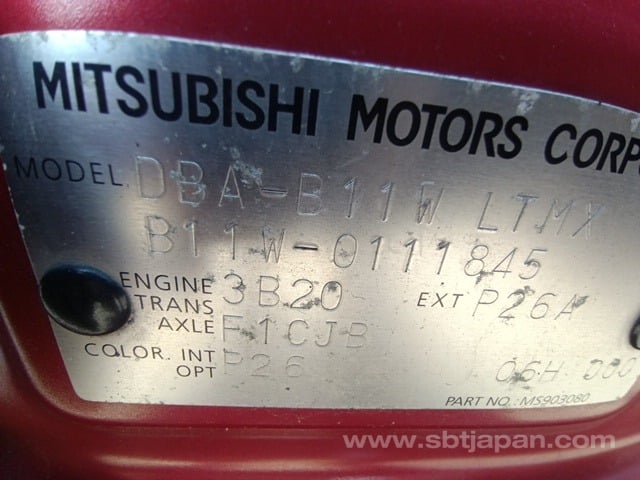 MITSUBISHI MOTORS CORPO
MODEL DBA-B11W LTMX
B11W-0111845
ENGINE 3B20 EXT P26A
TRANS
AXLE F1CJB
COLOR. INT P26 06H 000
OPT
PART NO.: MS903080
www.sbtjapan.com